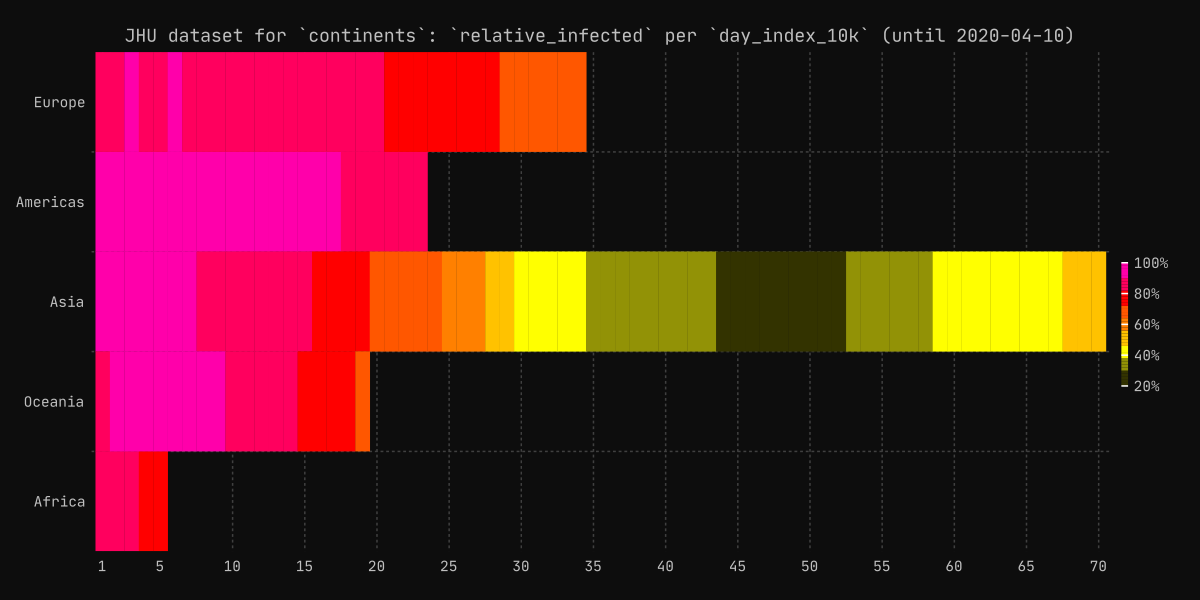 JHU dataset for `continents`: `relative_infected` per `day_index_10k` (until 2020-04-10)
Europe
Americas
Asia
Oceania
Africa
100%
80%
60%
40%
20%
1 5 10 15 20 25 30 35 40 45 50 55 60 65 70